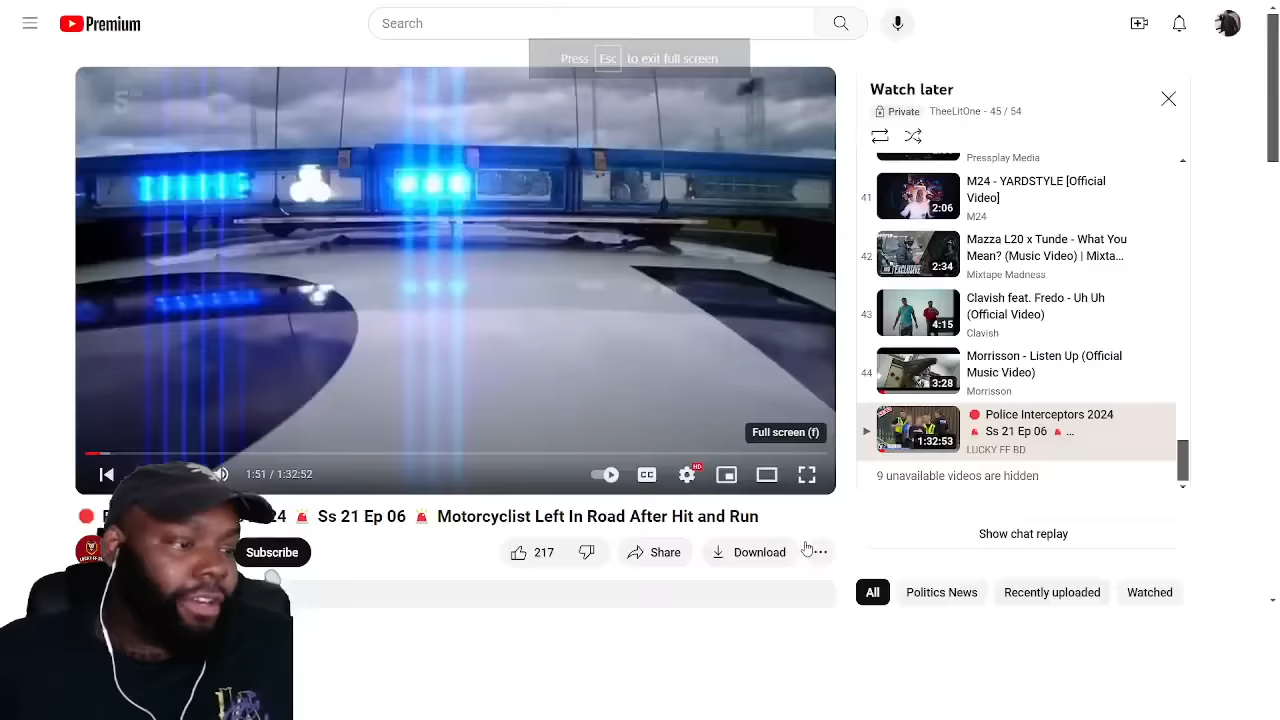 Premium
Search
Press Esc to exit full screen
5
Full screen (f)
1:51 / 1:32:52
CC
HD
24 🚨 Ss 21 Ep 06 🚨 Motorcyclist Left In Road After Hit and Run
Subscribe
217
Share
Download
Watch later
Private
TheeLitOne - 45 / 54
Pressplay Media
41
2:06
M24 - YARDSTYLE [Official
Video]
M24
42
2:34
Mazza L20 x Tunde - What You
Mean? (Music Video) | Mixta...
Mixtape Madness
43
4:15
Clavish feat. Fredo - Uh Uh
(Official Video)
Clavish
44
3:28
Morrisson - Listen Up (Official
Music Video)
Morrisson
1:32:53
🔴 Police Interceptors 2024
🚨 Ss 21 Ep 06 🚨 ...
LUCKY FF BD
9 unavailable videos are hidden
Show chat replay
All
Politics News
Recently uploaded
Watched